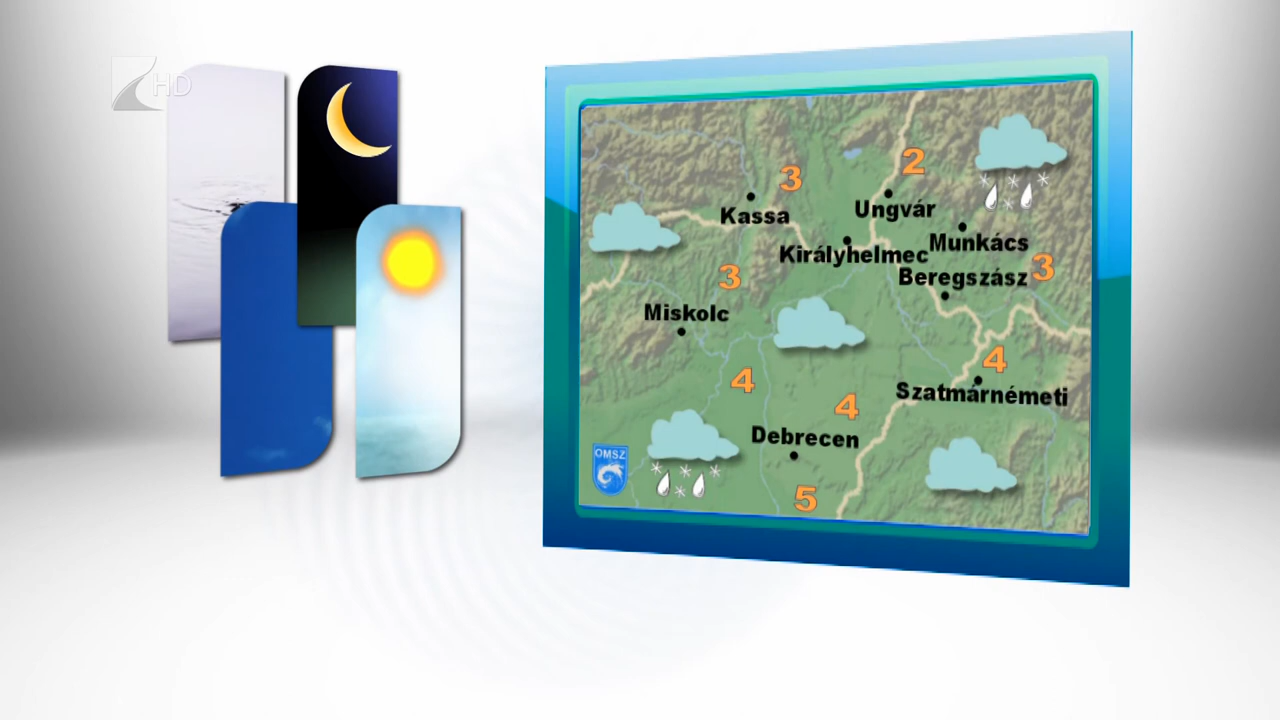 HD
3
2
Kassa
Ungvár
Királyhelmec
Munkács
3
Beregszász
3
Miskolc
4
4
Szatmárnémeti
4
Debrecen
OMSZ
5